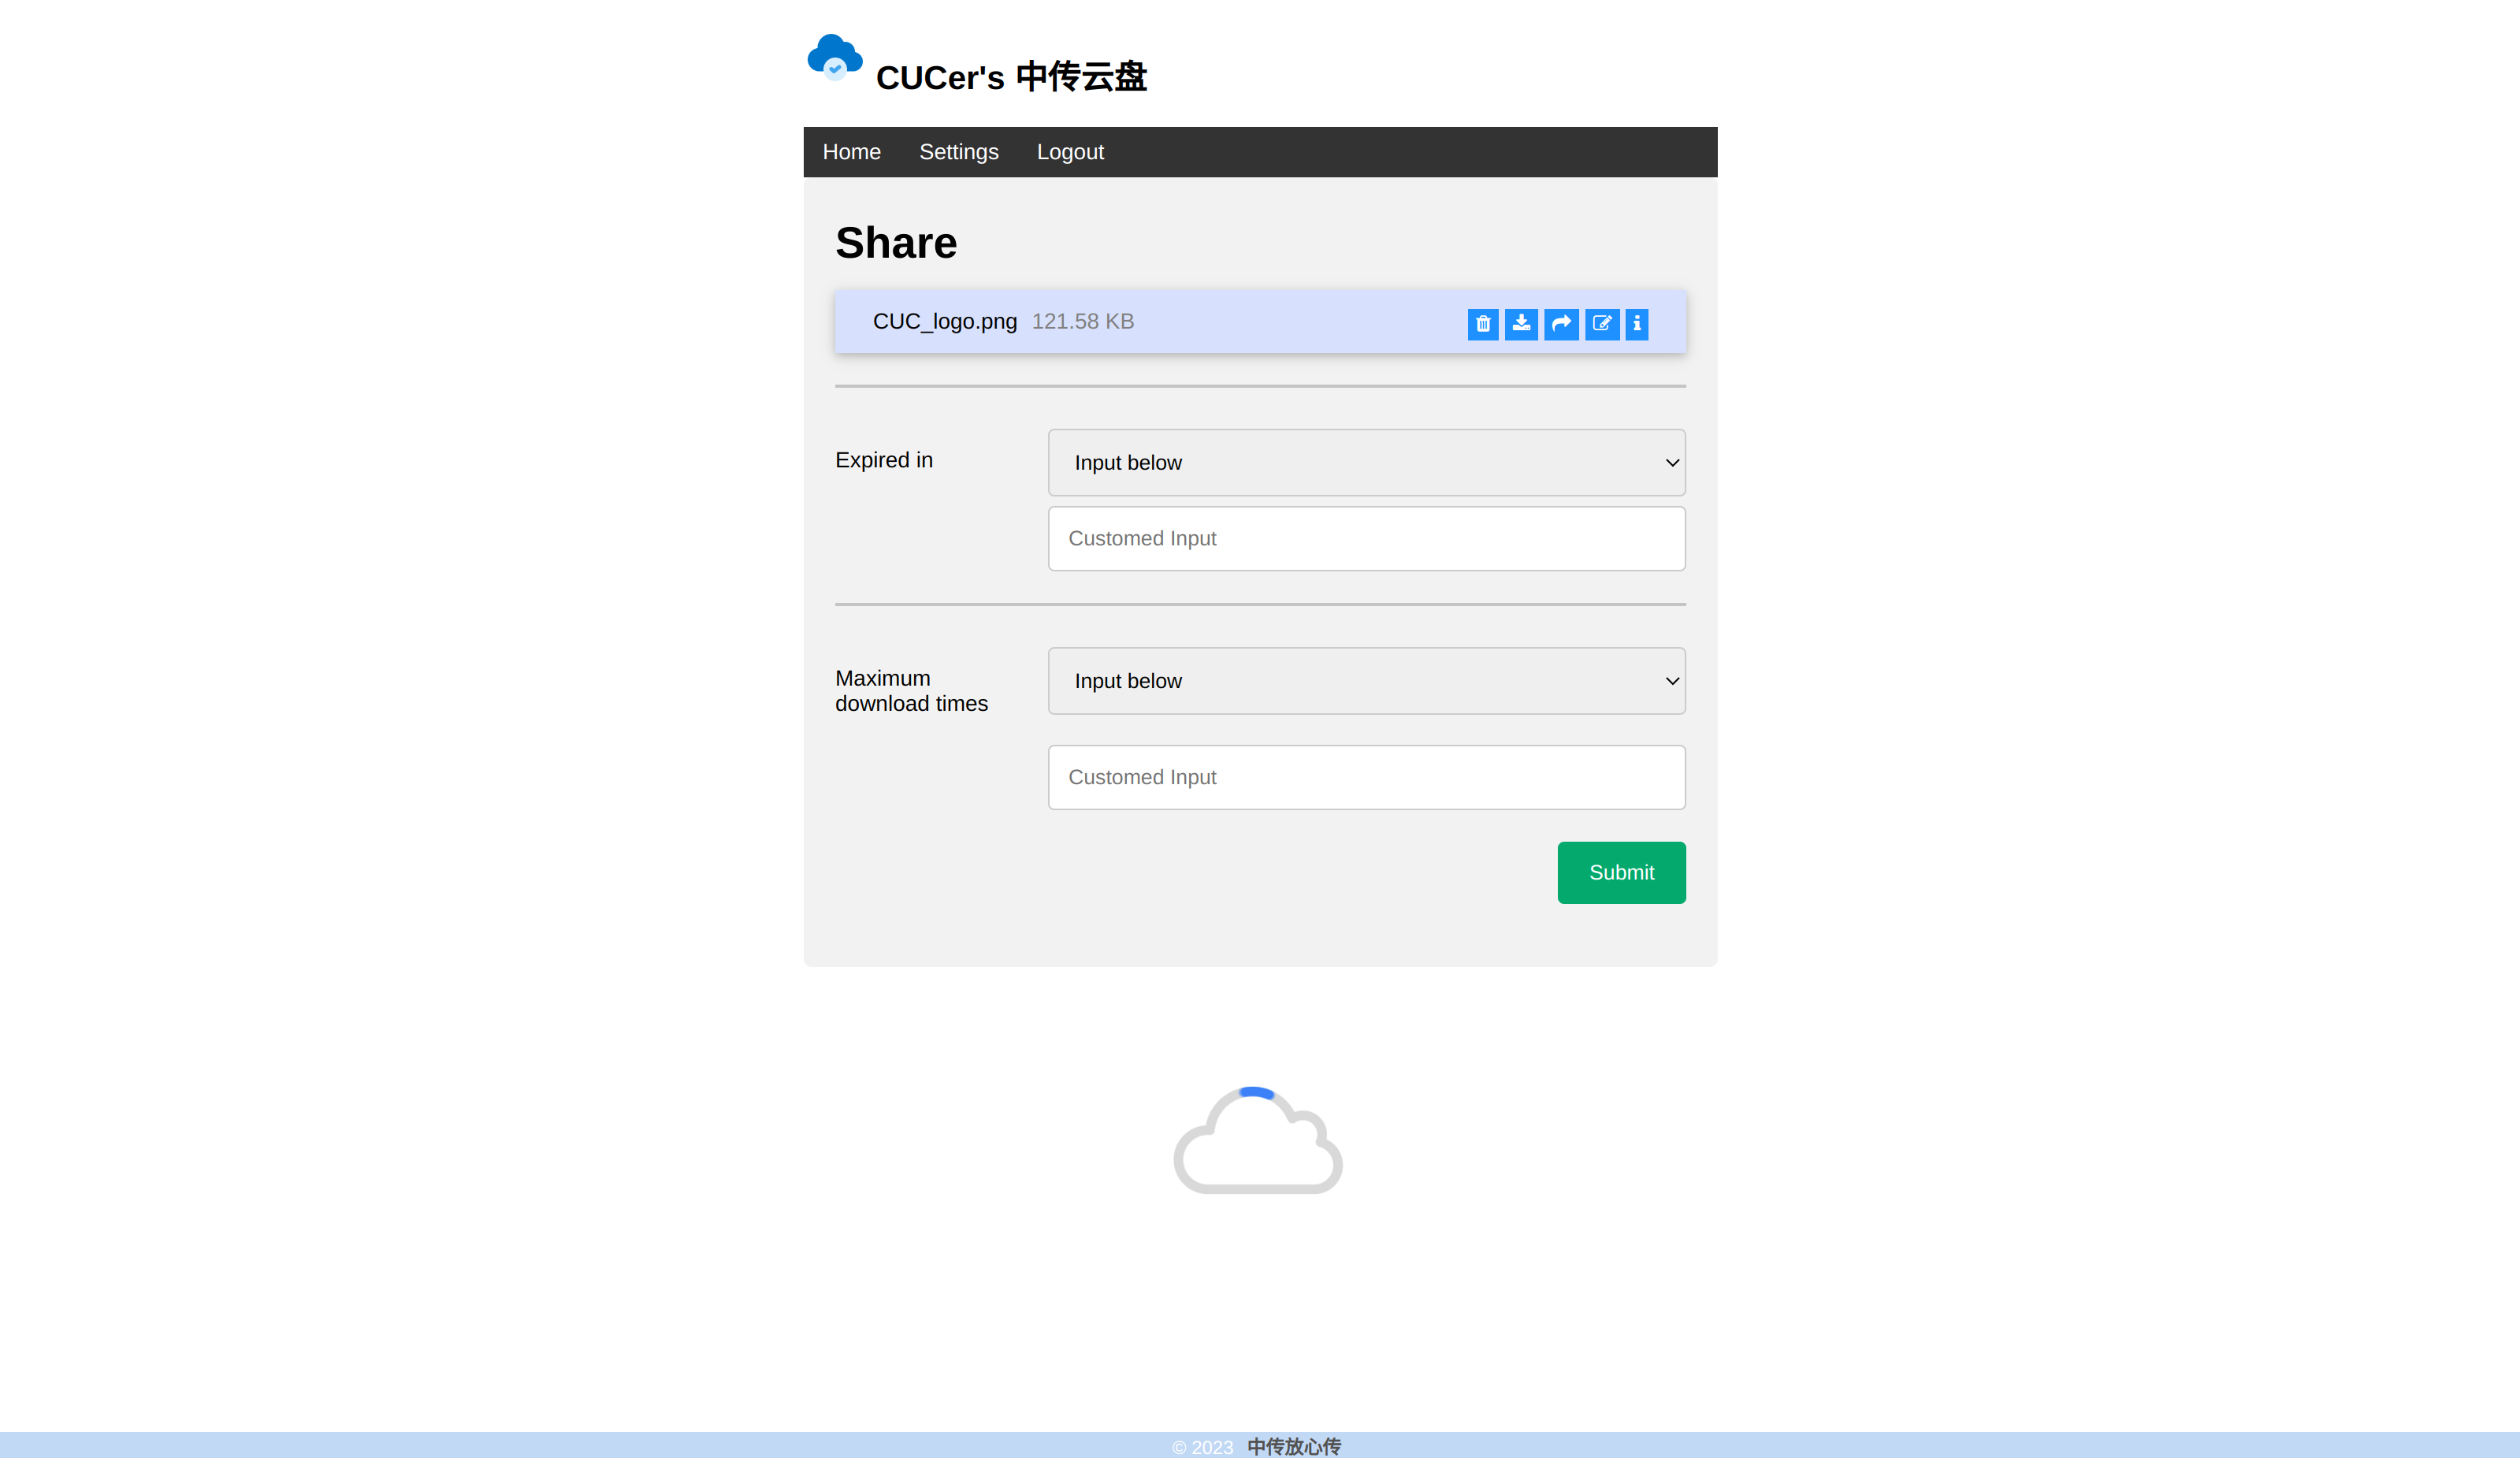 CUCer's 中传云盘
Home Settings Logout
Share
CUC_logo.png 121.58 KB
Expired in
Input below
Customed Input
Maximum
download times
Input below
Customed Input
Submit
© 2023 中传放心传